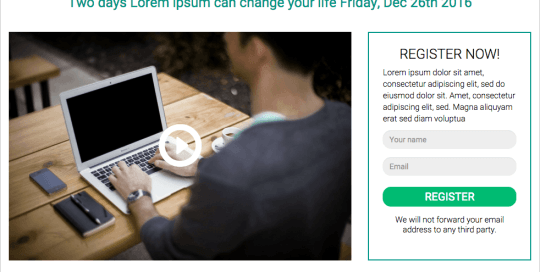 Two days Lorem ipsum can change your life Friday, Dec 26th 2016
REGISTER NOW!
Lorem ipsum dolor sit amet,
consectetur adipiscing elit, sed do
eiusmod dolor sit. Amet, consectetur
adipiscing elit, sed. Magna aliquyam
erat sed diam voluptua
Your name
Email
REGISTER
We will not forward your email
address to any third party.